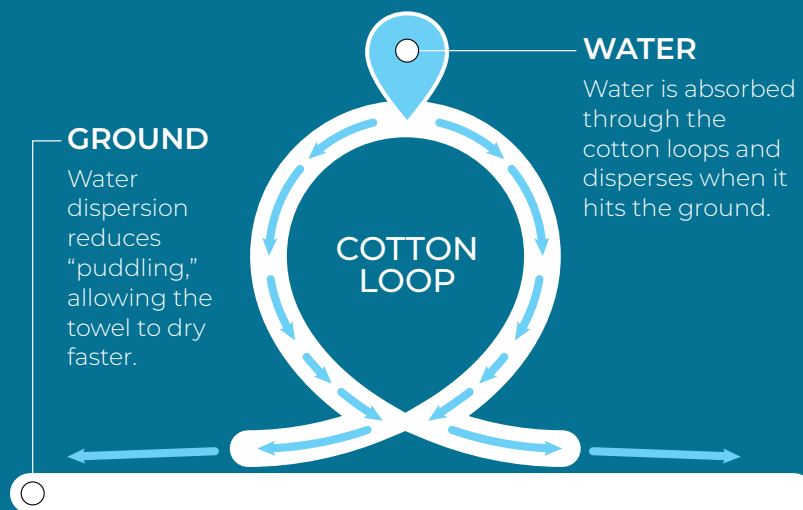 WATER
Water is absorbed
through the
cotton loops and
disperses when it
hits the ground.
GROUND
Water
dispersion
reduces
“puddling,”
allowing the
towel to dry
faster.
COTTON
LOOP